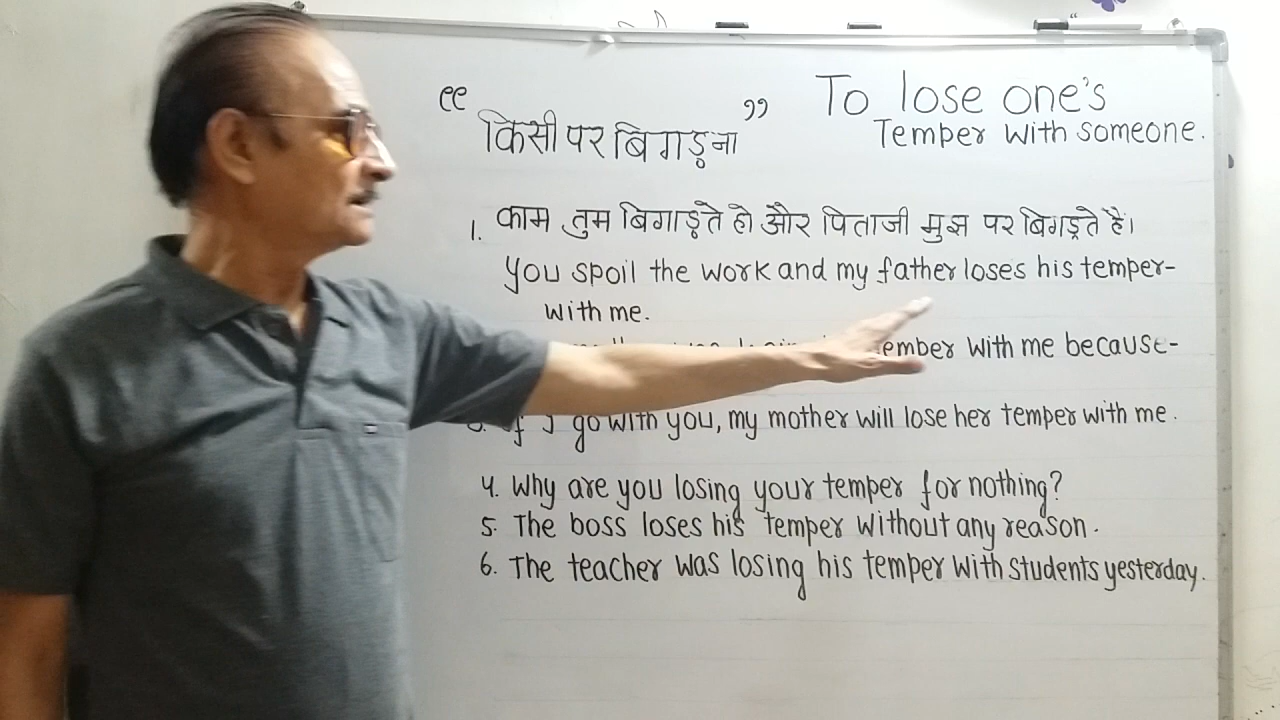 “ किसी पर बिगड़ना ”
To lose one's
Temper with someone.
1. काम तुम बिगाड़ते हो और पिताजी मुझ पर बिगड़ते हैं।
You spoil the work and my father loses his temper-
with me.
ember with me because-
If I go with you, my mother will lose her temper with me.
4. Why are you losing your temper for nothing?
5. The boss loses his temper without any reason.
6. The teacher was losing his temper with students yesterday.